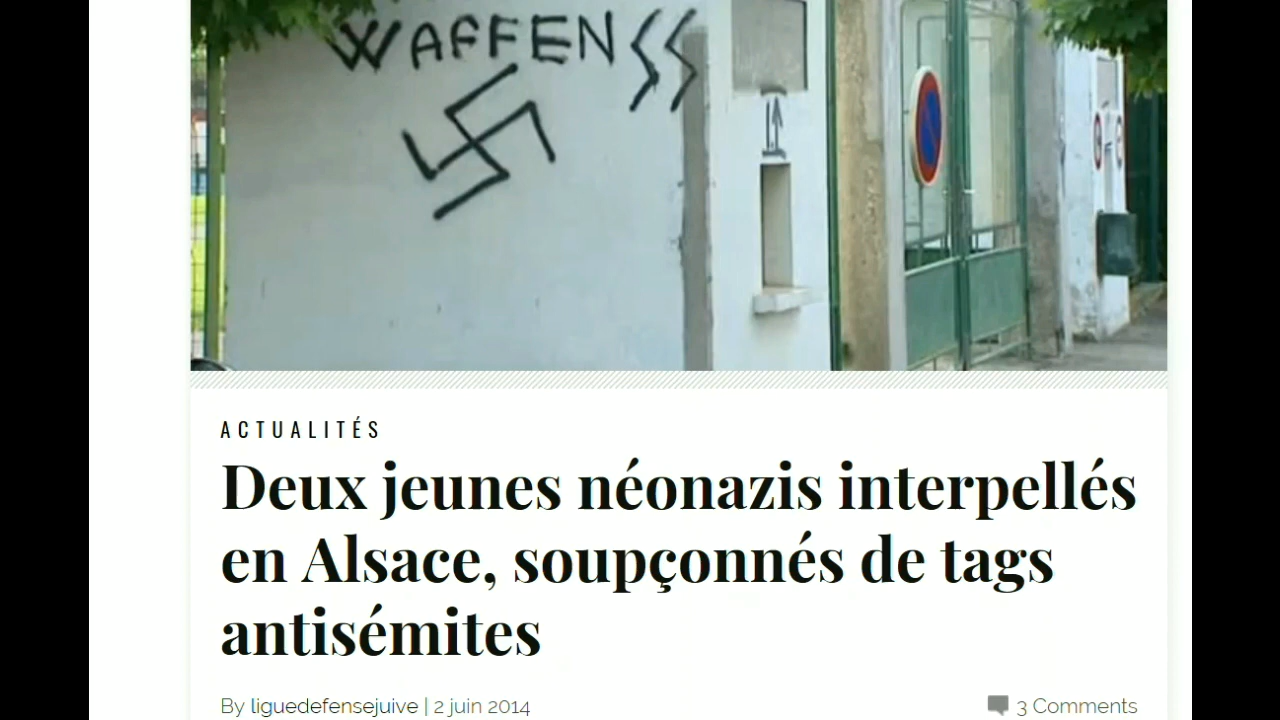 WAFFEN SS
ACTUALITÉS
Deux jeunes néonazis interpellés
en Alsace, soupçonnés de tags
antisémites
By liguedefensejuive | 2 juin 2014
3 Comments